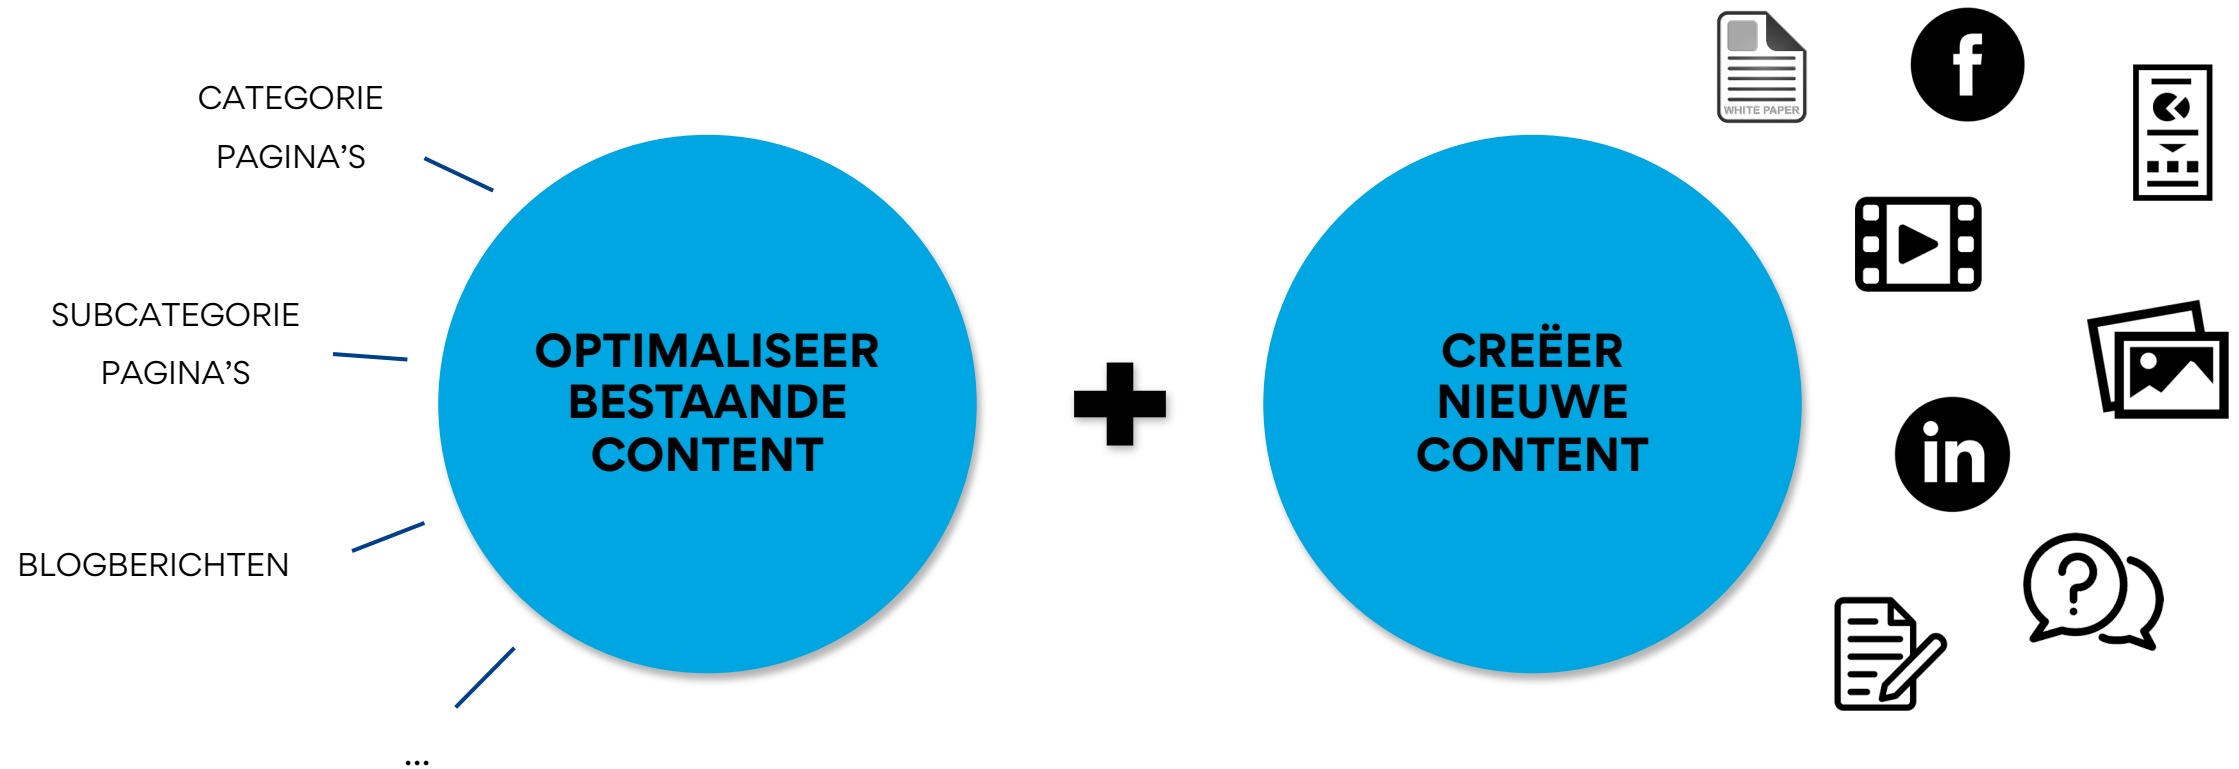 CATEGORIE
PAGINA’S
SUBCATEGORIE
PAGINA’S
BLOGBERICHTEN
...
OPTIMALISEER
BESTAANDE
CONTENT
CREËER
NIEUWE
CONTENT
WHITE PAPER
f
in
?